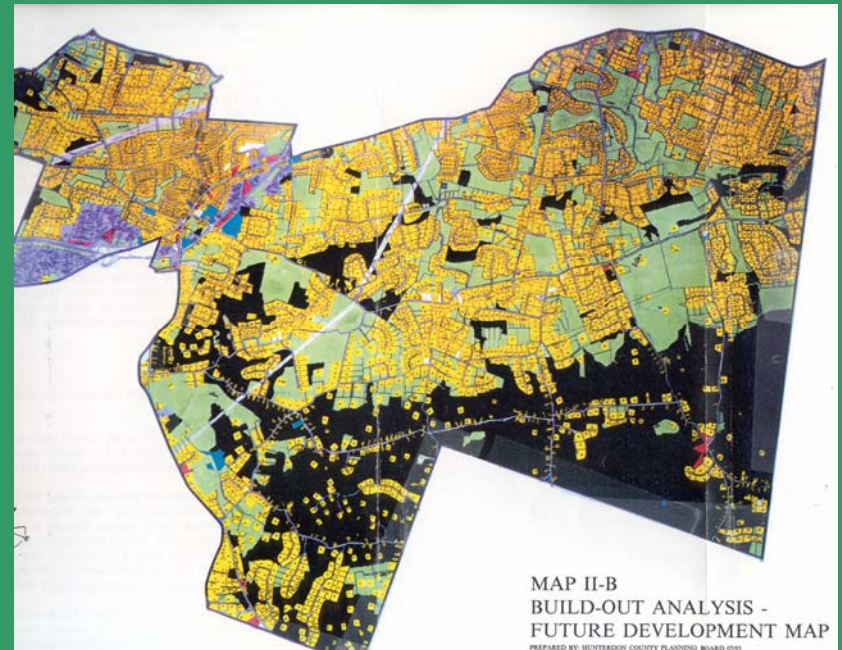 MAP II-B
BUILD-OUT ANALYSIS -
FUTURE DEVELOPMENT MAP
PREPARED BY: HUNTERDON COUNTY PLANNING BOARD